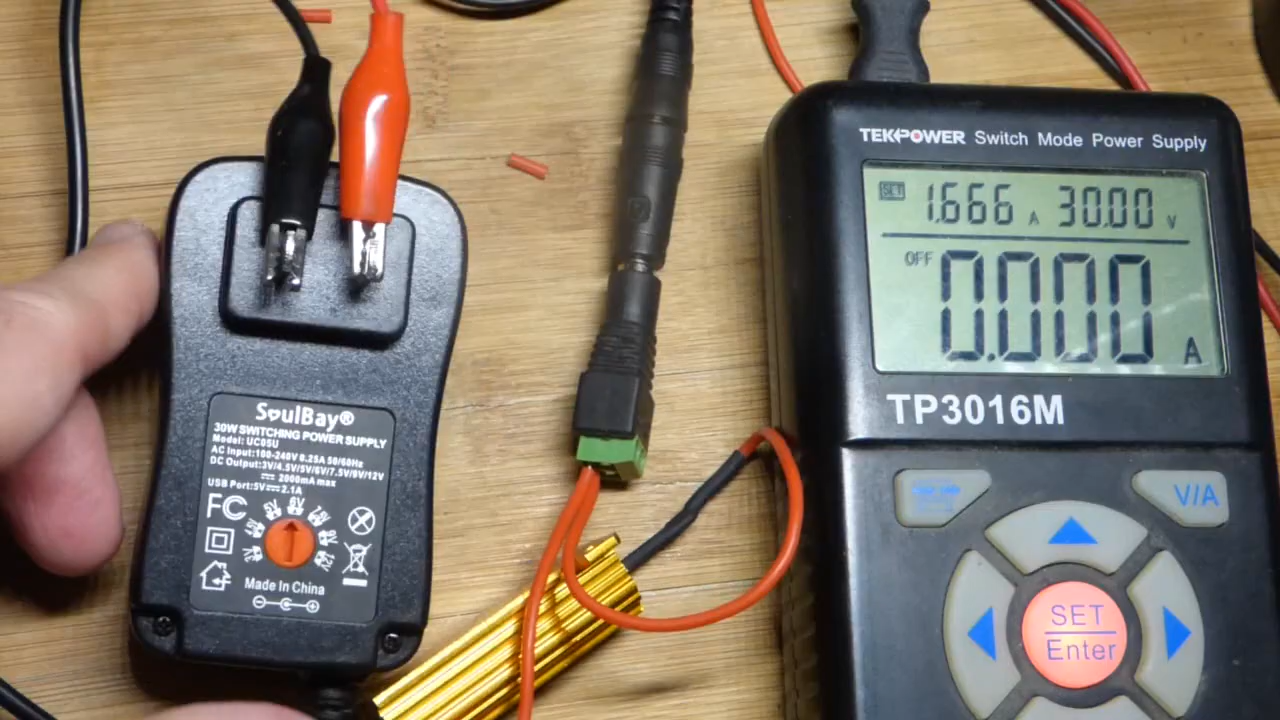 SoulBay®
30W SWITCHING POWER SUPPLY
Model: UC05U
AC Input:100-240V 0.25A 50/60Hz
DC Output:3V/4.5V/5V/6V/7.5V/9V/12V
2000mA max
USB Port:5V 2.1A
FC
Made In China
TEKPOWER Switch Mode Power Supply
SET 1.666 A 30.00 V
OFF 0.000 A
TP3016M
V/A
SET
Enter